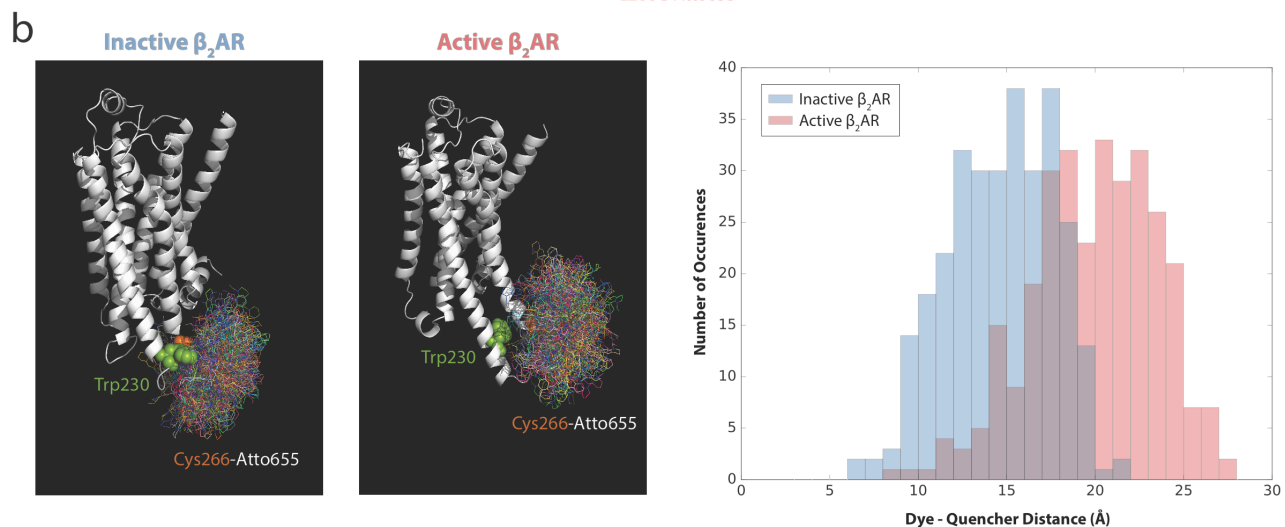 b
Inactive β₂AR
Active β₂AR
Trp230
Cys266-Atto655
Trp230
Cys266-Atto655
40
35
30
25
20
15
10
5
0
Number of Occurences
Inactive β₂AR
Active β₂AR
0 5 10 15 20 25 30
Dye - Quencher Distance (Å)